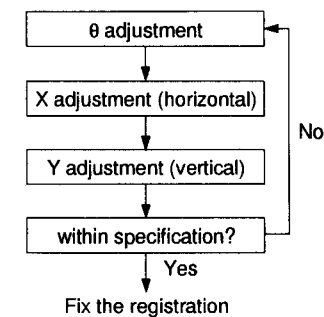 θ adjustment
X adjustment (horizontal)
No
Y adjustment (vertical)
within specification?
Yes
Fix the registration